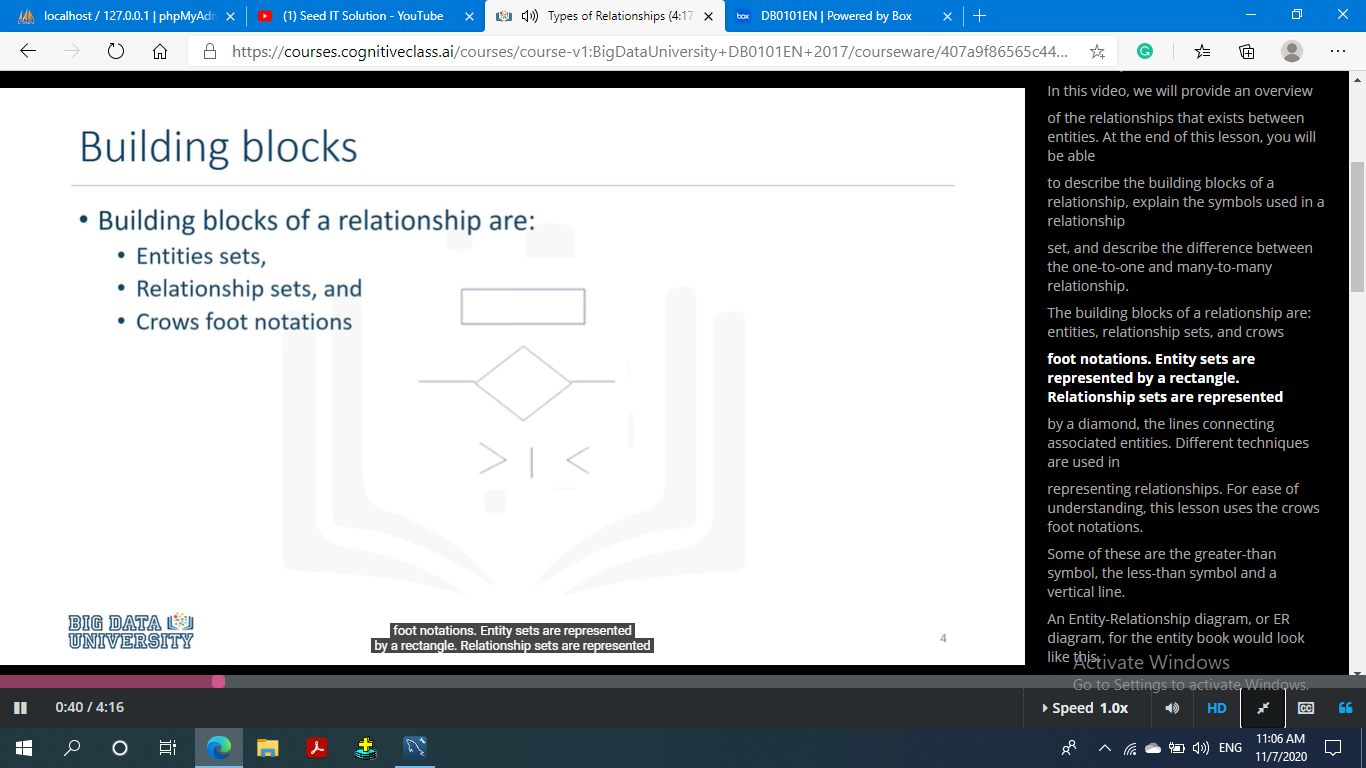 localhost / 127.0.0.1 | phpMyAdm
(1) Seed IT Solution - YouTube
Types of Relationships (4:17
box
DB0101EN | Powered by Box
https://courses.cognitiveclass.ai/courses/course-v1:BigDataUniversity+DB0101EN+2017/courseware/407a9f86565c44...
Building blocks
• Building blocks of a relationship are:
• Entities sets,
• Relationship sets, and
• Crows foot notations
BIG DATA
UNIVERSITY
foot notations. Entity sets are represented
by a rectangle. Relationship sets are represented
4
In this video, we will provide an overview
of the relationships that exists between
entities. At the end of this lesson, you will
be able
to describe the building blocks of a
relationship, explain the symbols used in a
relationship
set, and describe the difference between
the one-to-one and many-to-many
relationship.
The building blocks of a relationship are:
entities, relationship sets, and crows
foot notations. Entity sets are
represented by a rectangle.
Relationship sets are represented
by a diamond, the lines connecting
associated entities. Different techniques
are used in
representing relationships. For ease of
understanding, this lesson uses the crows
foot notations.
Some of these are the greater-than
symbol, the less-than symbol and a
vertical line.
An Entity-Relationship diagram, or ER
diagram, for the entity book would look
like this.
Activate Windows
Go to Settings to activate Windows.
0:40 / 4:16
Speed 1.0x
HD
CC
ENG
11:06 AM
11/7/2020